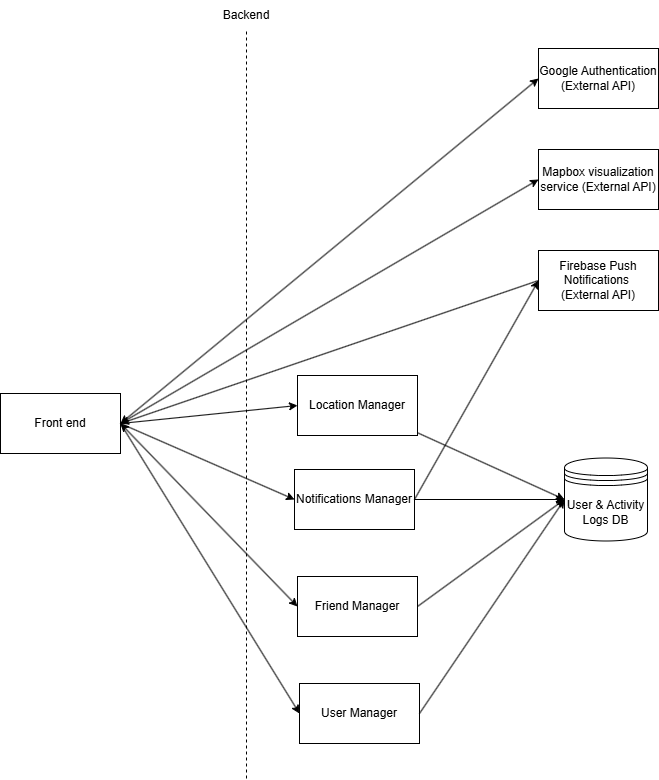 Backend
Google Authentication
(External API)
Mapbox visualization
service (External API)
Firebase Push
Notifications
(External API)
Location Manager
Front end
Notifications Manager
User & Activity
Logs DB
Friend Manager
User Manager